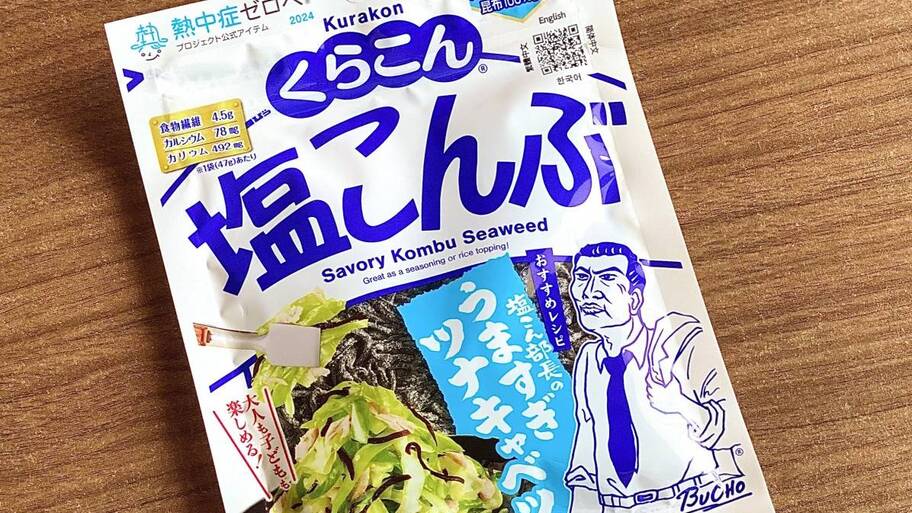 熱中症ゼロへ
プロジェクト公式アイテム
2024
Kurakon
くらこん®
English
繁體中文
한국어
食物繊維 4.5g
カルシウム 78mg
カリウム 492mg
※1袋(47g)あたり
塩こんぶ
Savory Kombu Seaweed
Great as a seasoning or rice topping!
おすすめレシピ
塩こん部長の
うますぎ
ツナキャベツ
大人も子どもも、
楽しめる！
BUCHO®